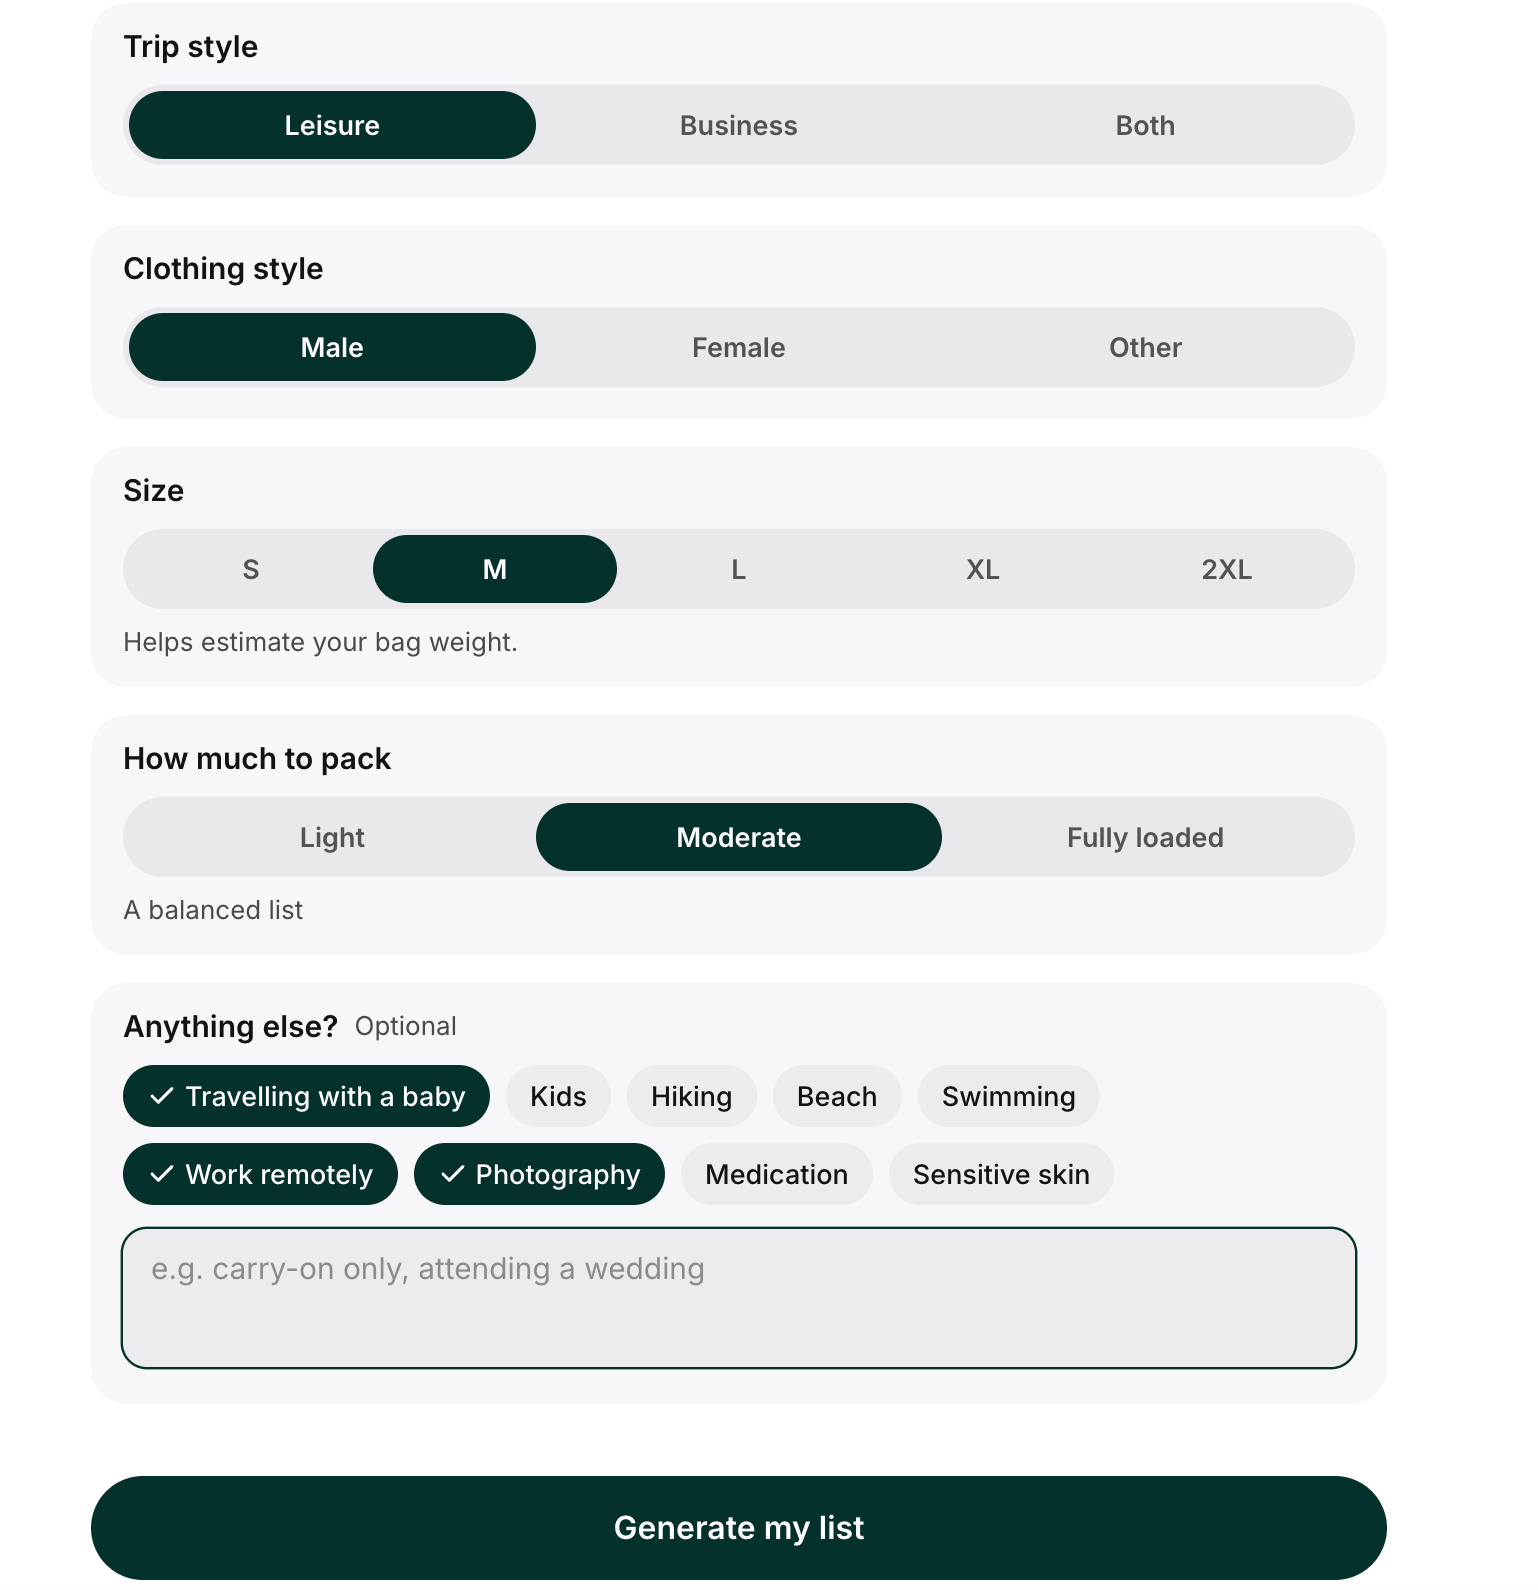 Trip style
Leisure Business Both
Clothing style
Male Female Other
Size
S M L XL 2XL
Helps estimate your bag weight.
How much to pack
Light Moderate Fully loaded
A balanced list
Anything else? Optional
Travelling with a baby Kids Hiking Beach Swimming
Work remotely Photography Medication Sensitive skin
e.g. carry-on only, attending a wedding
Generate my list